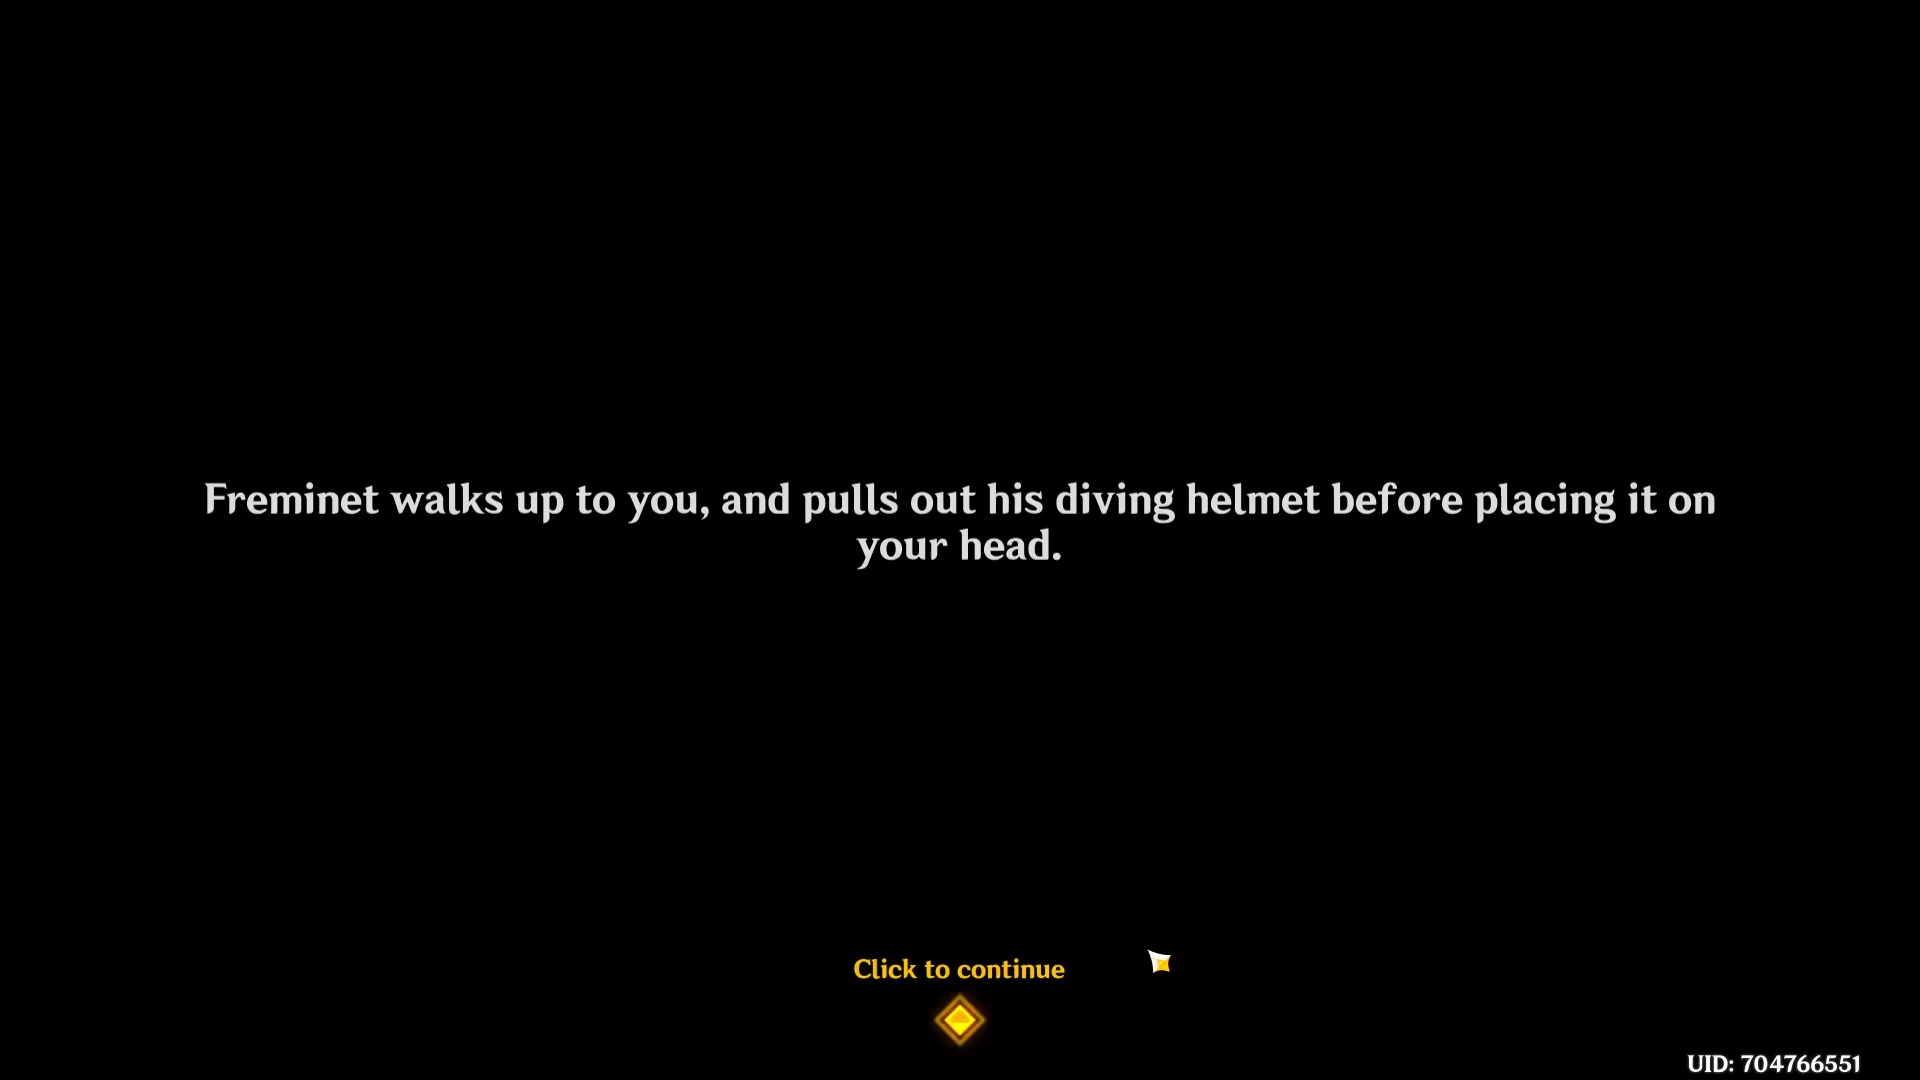 Freminet walks up to you, and pulls out his diving helmet before placing it on
your head.
Click to continue
UID: 704766551